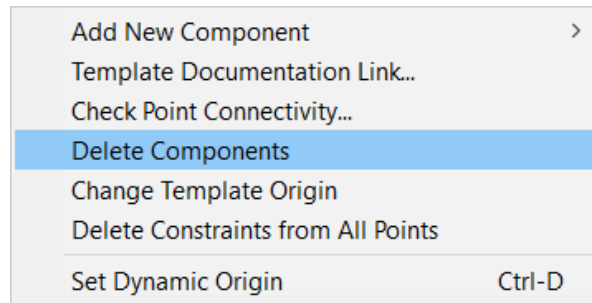 Add New Component >
Template Documentation Link...
Check Point Connectivity...
Delete Components
Change Template Origin
Delete Constraints from All Points
Set Dynamic Origin Ctrl-D